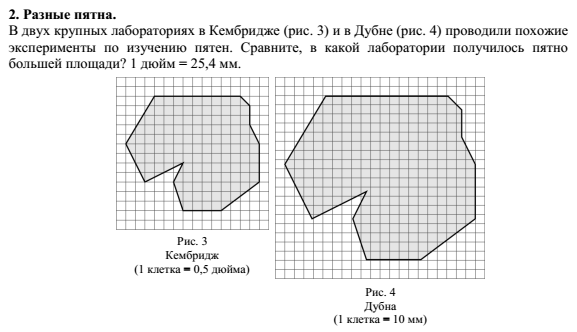 2. Разные пятна.
В двух крупных лабораториях в Кембридже (рис. 3) и в Дубне (рис. 4) проводили похожие
эксперименты по изучению пятен. Сравните, в какой лаборатории получилось пятно
большей площади? 1 дюйм = 25,4 мм.
Рис. 3
Кембридж
(1 клетка = 0,5 дюйма)
Рис. 4
Дубна
(1 клетка = 10 мм)